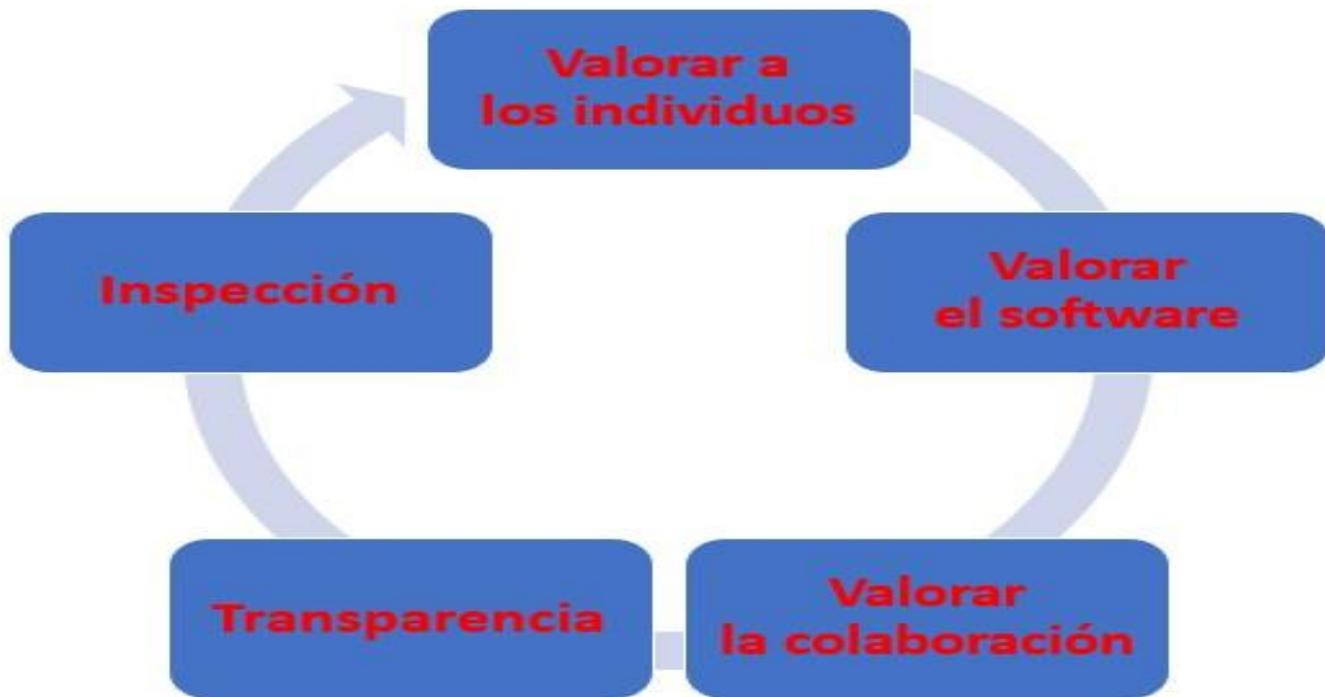 Valorar a
los individuos
Valorar
el software
Valorar
la colaboración
Transparencia
Inspección